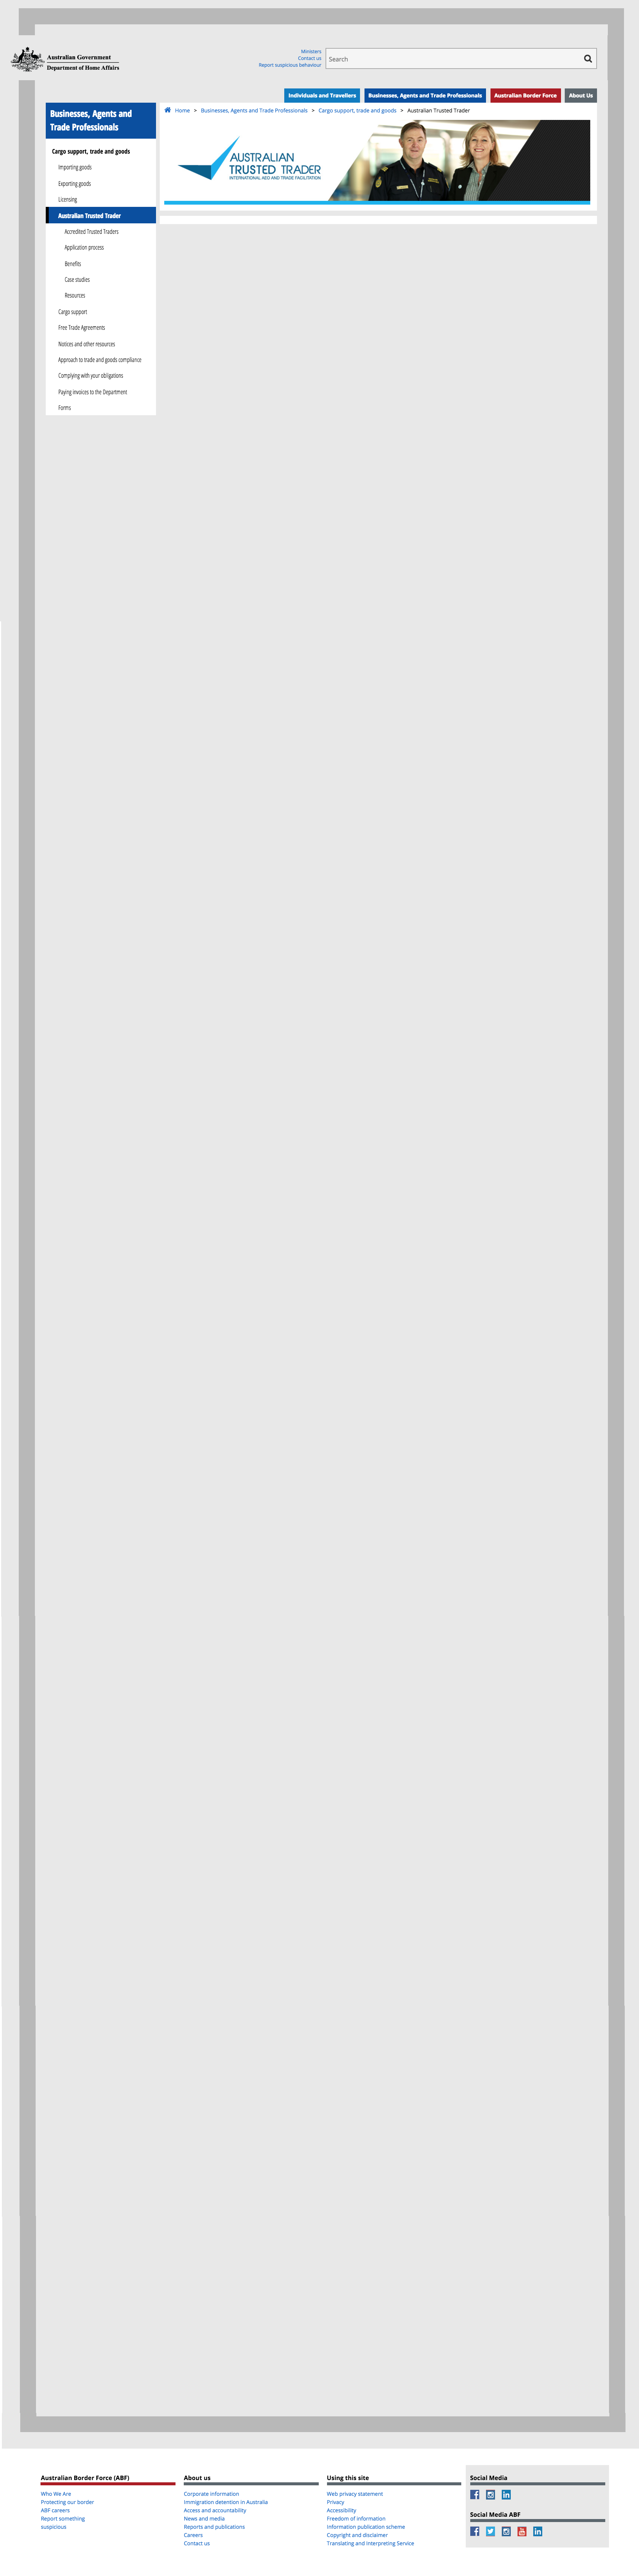 Australian Government
Department of Home Affairs
Ministers
Contact us
Report suspicious behaviour
Search
Individuals and Travellers
Businesses, Agents and Trade Professionals
Australian Border Force
About Us
Businesses, Agents and
Trade Professionals
Cargo support, trade and goods
Importing goods
Exporting goods
Licensing
Australian Trusted Trader
Accredited Trusted Traders
Application process
Benefits
Case studies
Resources
Cargo support
Free Trade Agreements
Notices and other resources
Approach to trade and goods compliance
Complying with your obligations
Paying invoices to the Department
Forms
Home > Businesses, Agents and Trade Professionals > Cargo support, trade and goods > Australian Trusted Trader
AUSTRALIAN
TRUSTED TRADER
INTERNATIONAL AEO AND TRADE FACILITATION
Australian Border Force (ABF)
Who We Are
Protecting our border
ABF careers
Report something
suspicious
About us
Corporate information
Immigration detention in Australia
Access and accountability
News and media
Reports and publications
Careers
Contact us
Using this site
Web privacy statement
Privacy
Accessibility
Freedom of information
Information publication scheme
Copyright and disclaimer
Translating and Interpreting Service
Social Media
Social Media ABF